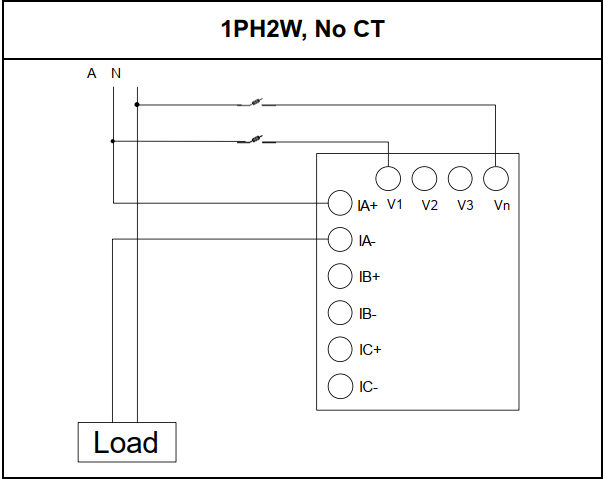 1PH2W, No CT
A N
V1 V2 V3 Vn
IA+
IA-
IB+
IB-
IC+
IC-
Load